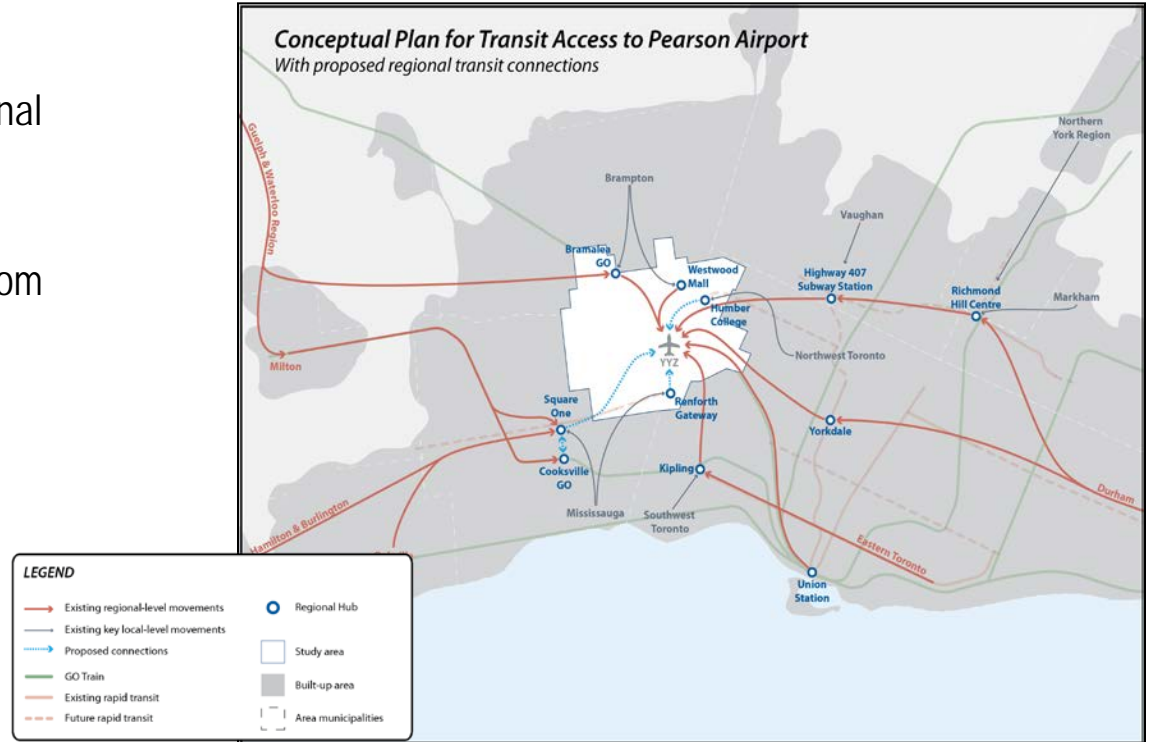 nal
om
Conceptual Plan for Transit Access to Pearson Airport
With proposed regional transit connections
Guelph & Waterloo Region
Northern
York Region
Brampton
Vaughan
Bramalea
GO
Westwood
Mall
Highway 407
Subway Station
Richmond
Hill Centre
Markham
Humber
College
Northwest Toronto
YYZ
Milton
Square
One
Renforth
Gateway
Yorkdale
Cooksville
GO
Kipling
Mississauga
Southwest
Toronto
Durham
Hamilton & Burlington
Eastern Toronto
Union
Station
LEGEND
Existing regional-level movements
Existing key local-level movements
Proposed connections
GO Train
Existing rapid transit
Future rapid transit
Regional Hub
Study area
Built-up area
Area municipalities